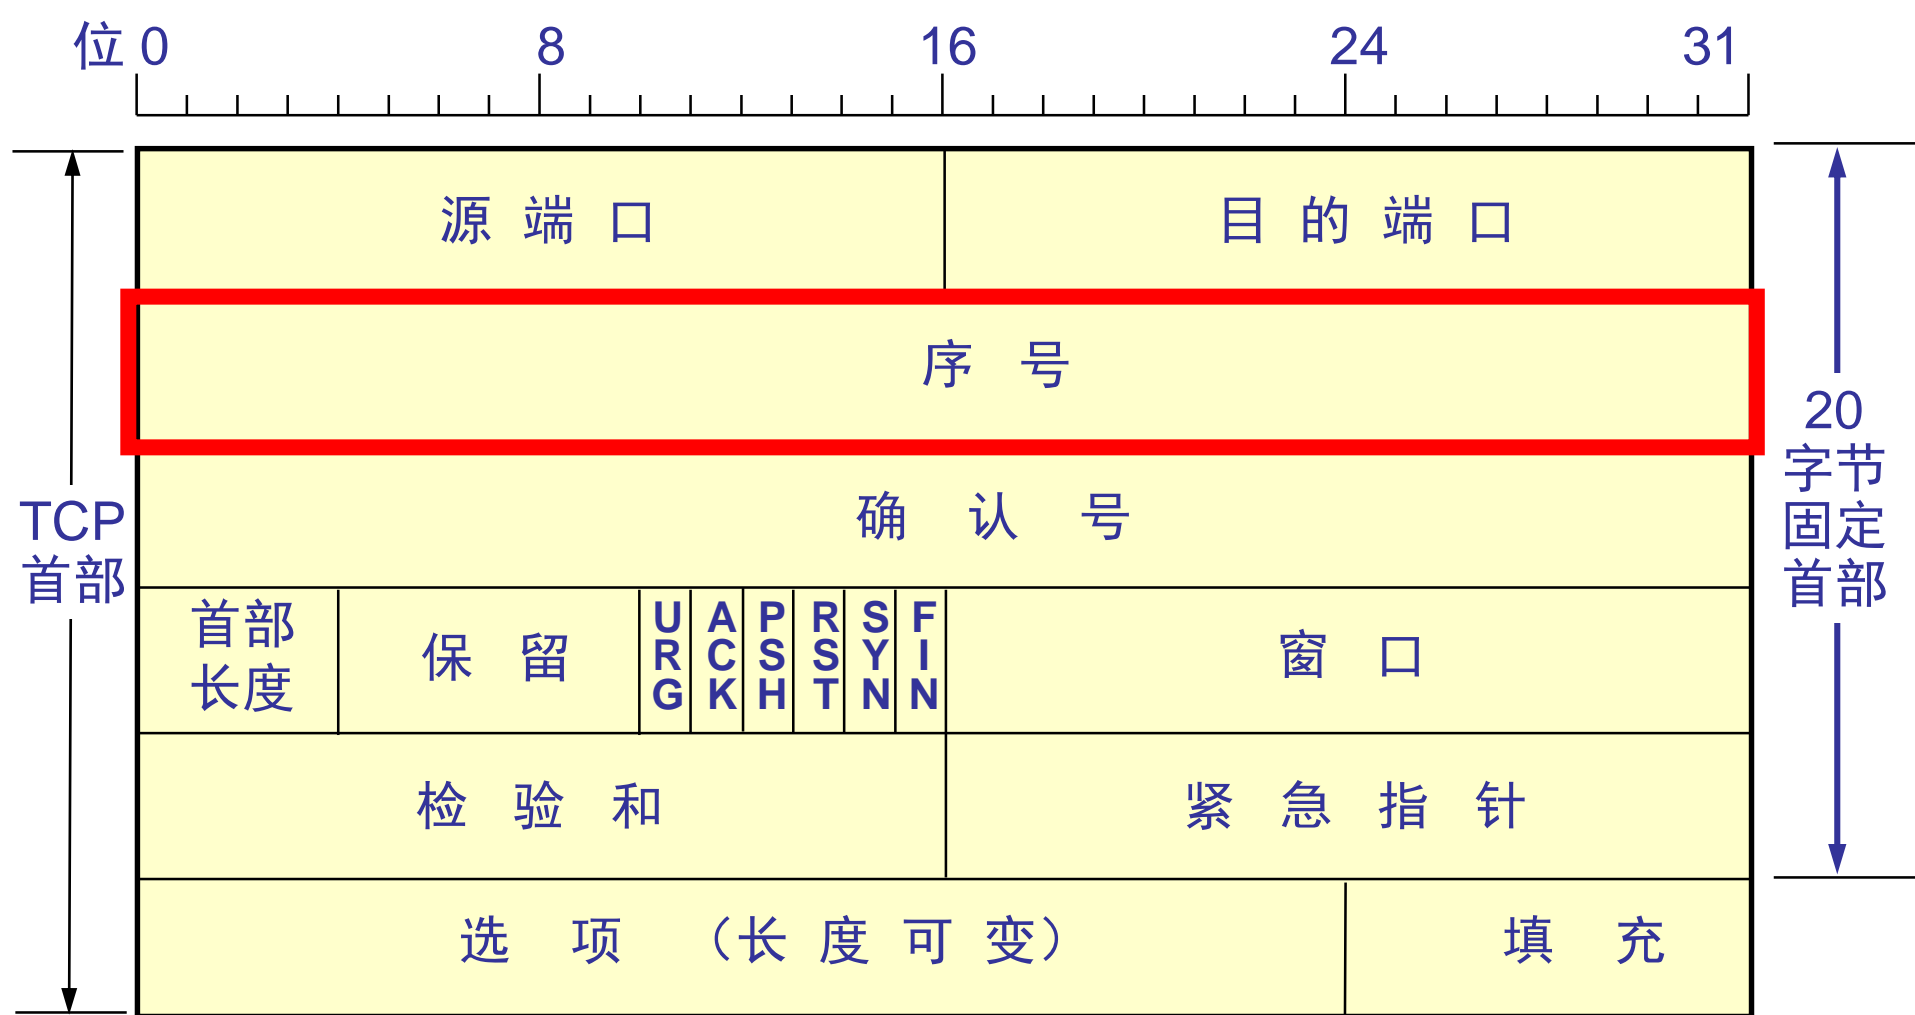 位 0 8 16 24 31
源端口 目的端口
序号
确认号
首部
长度
保留
U
R
G
A
C
K
P
S
H
R
S
T
S
Y
N
F
I
N
窗口
检验和 紧急指针
选项（长度可变） 填充
TCP
首部
20
字节
固定
首部